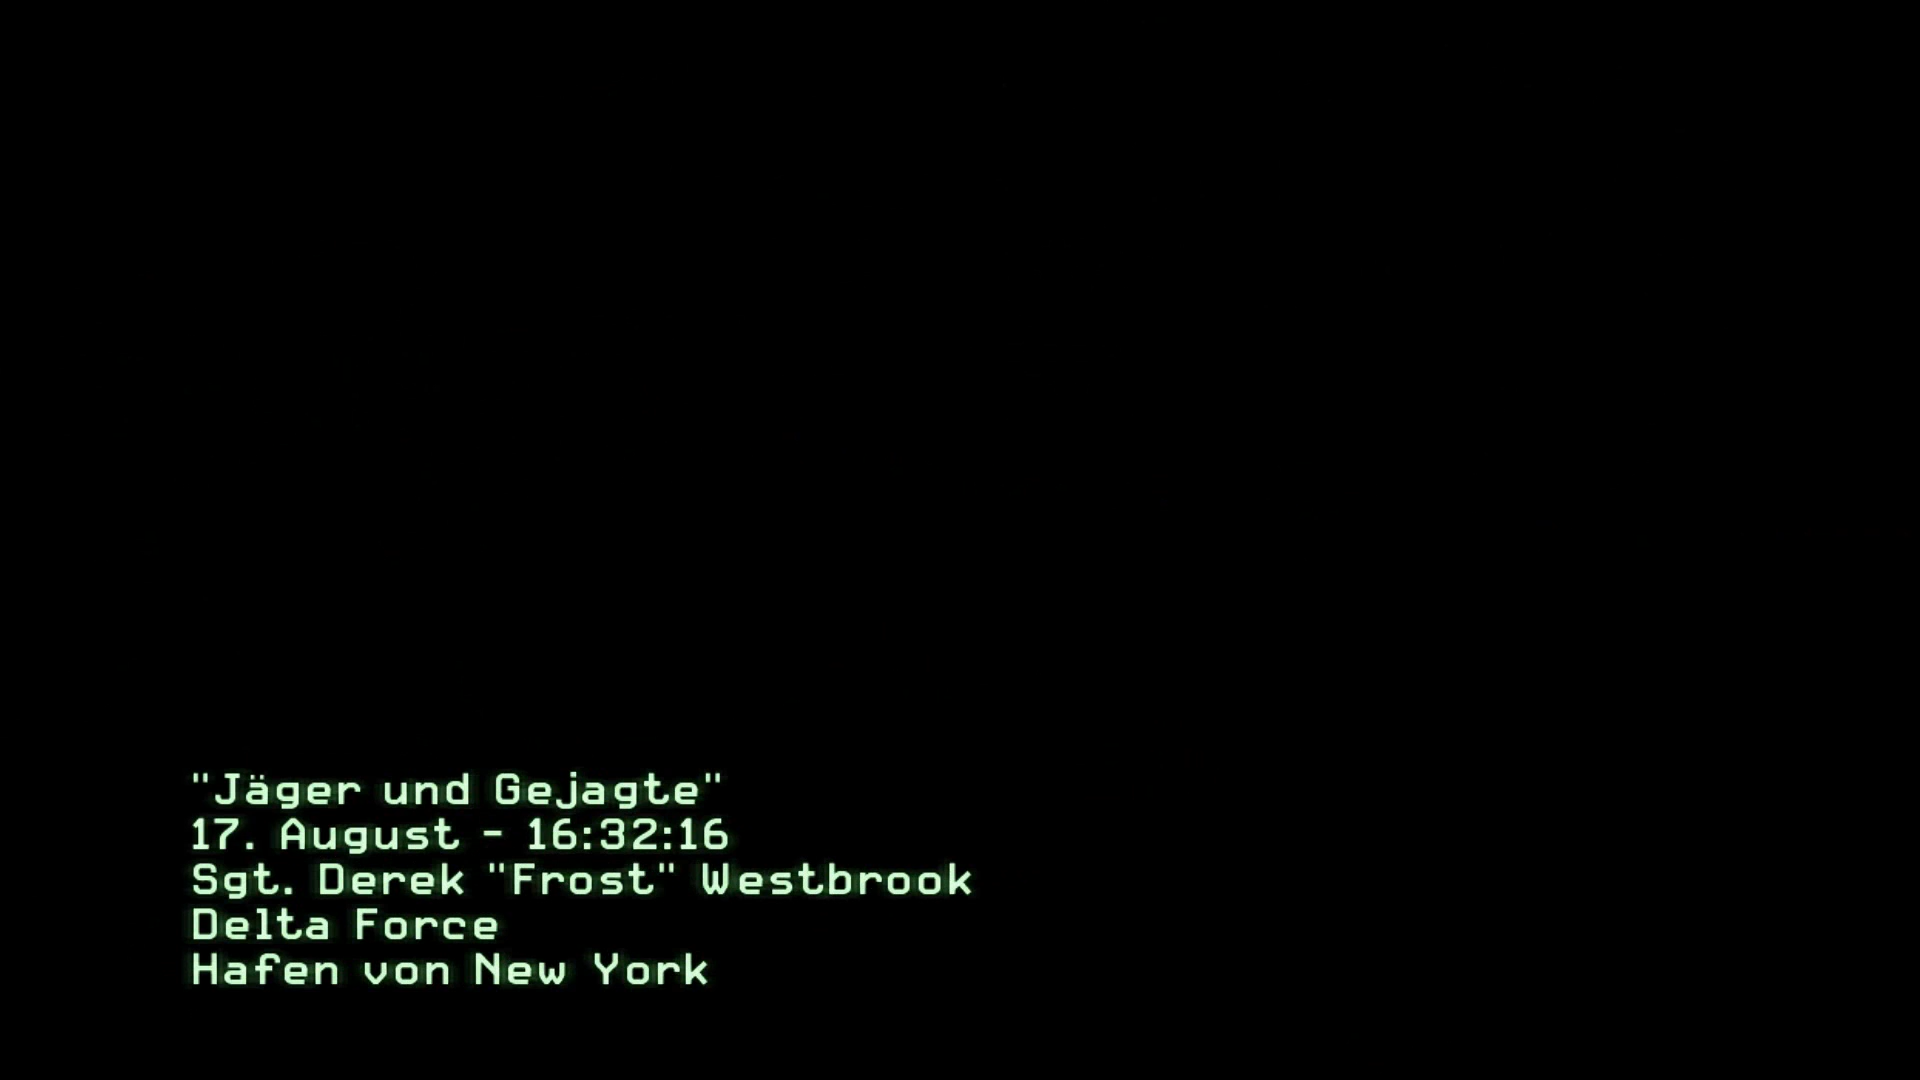 "Jäger und Gejagte"
17. August - 16:32:16
Sgt. Derek "Frost" Westbrook
Delta Force
Hafen von New York